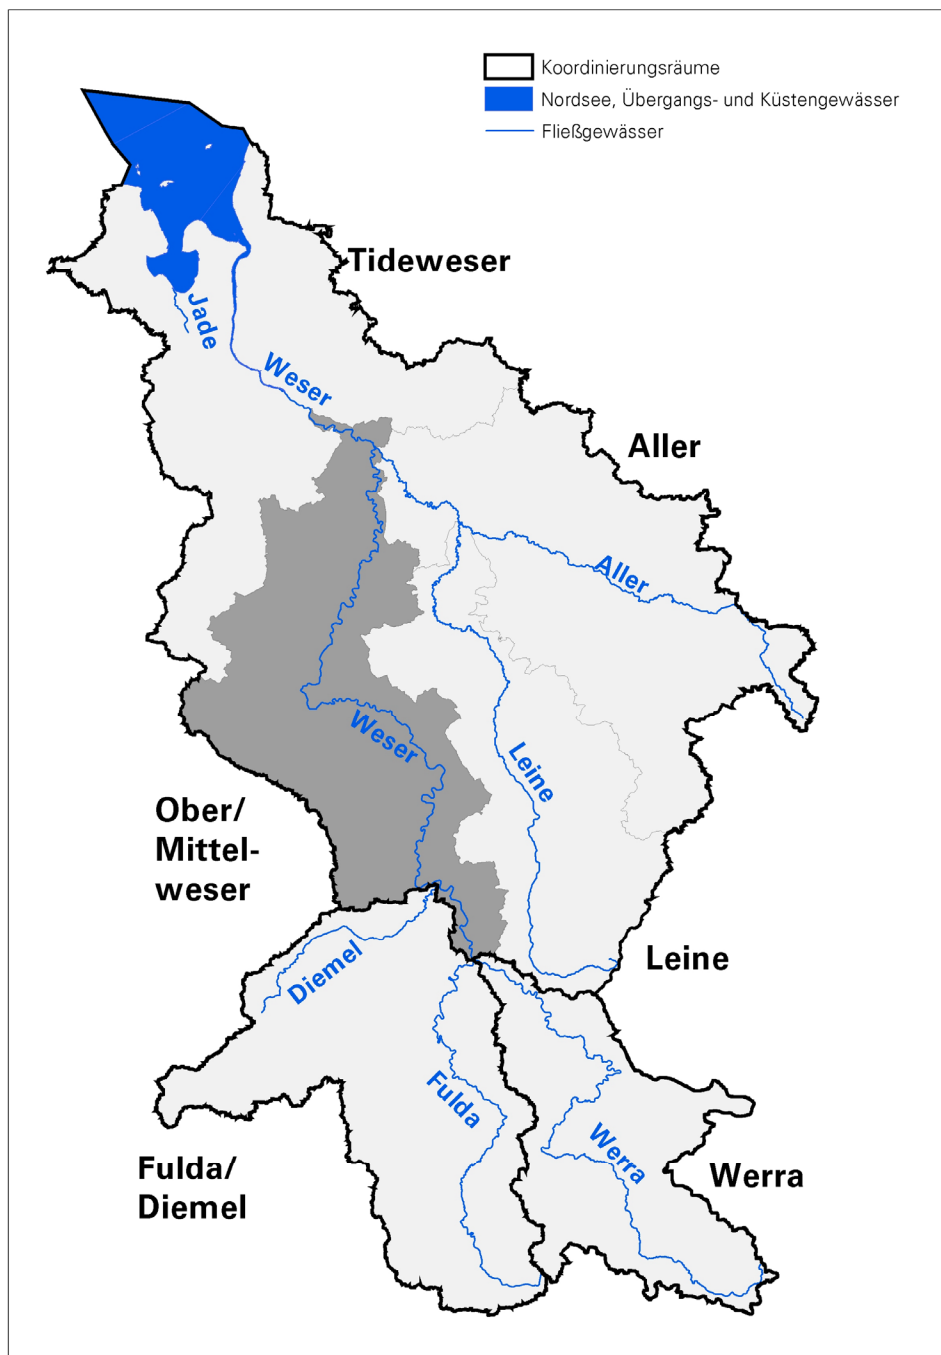 Koordinierungsräume
Nordsee, Übergangs- und Küstengewässer
Fließgewässer
Tideweser
Jade
Weser
Aller
Aller
Weser
Leine
Ober/
Mittel-
weser
Leine
Diemel
Fulda
Werra
Fulda/
Diemel
Werra